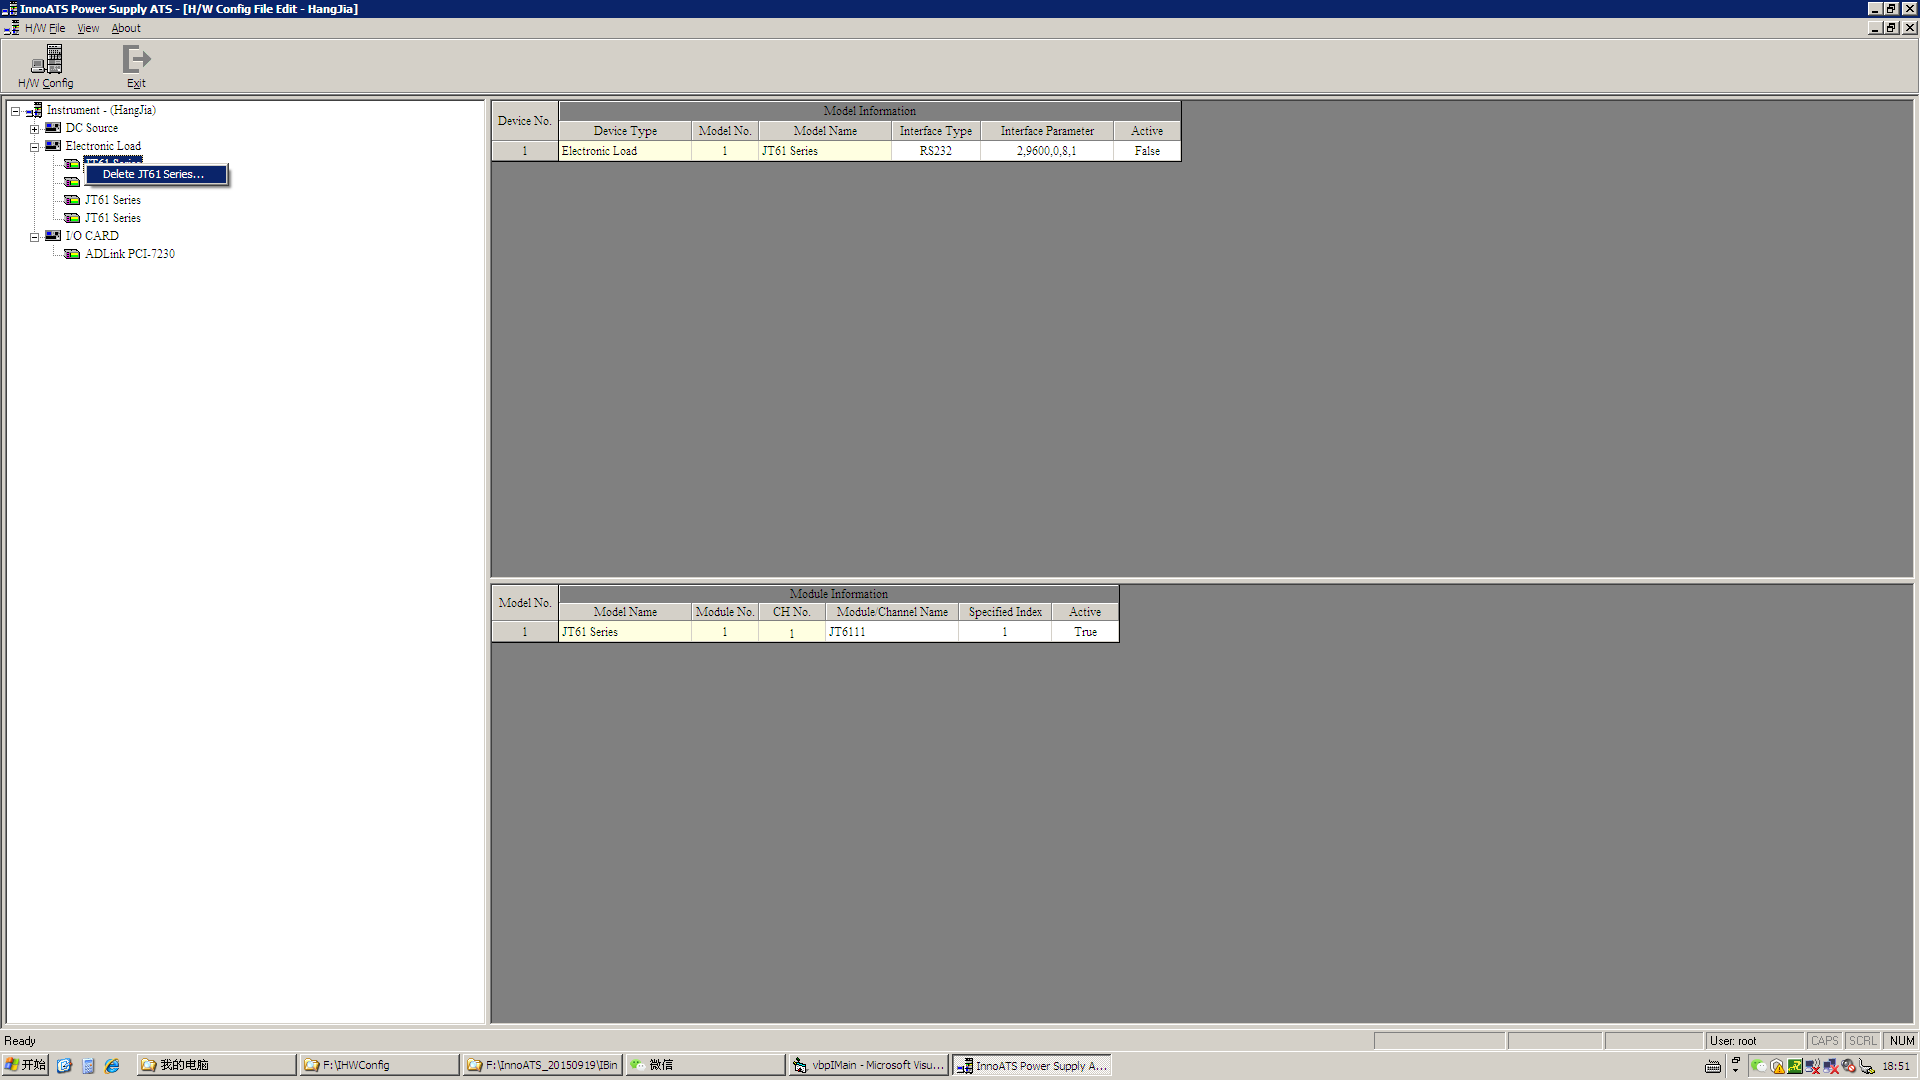 InnoATS Power Supply ATS - [H/W Config File Edit - HangJia]
H/W File View About
H/W Config Exit
Instrument - (HangJia)
DC Source
Electronic Load
Delete JT61 Series...
JT61 Series
JT61 Series
I/O CARD
ADLink PCI-7230
Device No. Model Information
Device Type Model No. Model Name Interface Type Interface Parameter Active
1 Electronic Load 1 JT61 Series RS232 2,9600,0,8,1 False
Model No. Module Information
Model Name Module No. CH No. Module/Channel Name Specified Index Active
1 JT61 Series 1 1 JT6111 1 True
Ready User: root CAPS SCRL NUM
开始 我的电脑 F:\IHWConfig F:\InnoATS_20150919\IBin 微信 vbpIMain - Microsoft Visu... InnoATS Power Supply A... 18:51